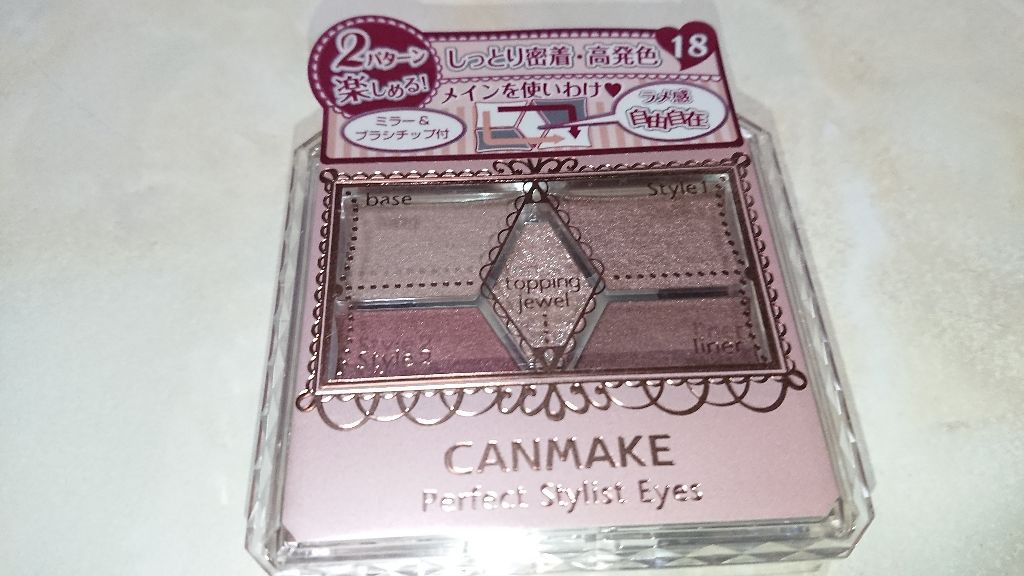 2パターン
楽しめる!
しっとり密着・高発色
18
メインを使いわけ♥
ミラー&
ブラシチップ付
ラメ感
自由自在
base
Style1
topping
jewel
Style2
liner
CANMAKE
Perfect Stylist Eyes